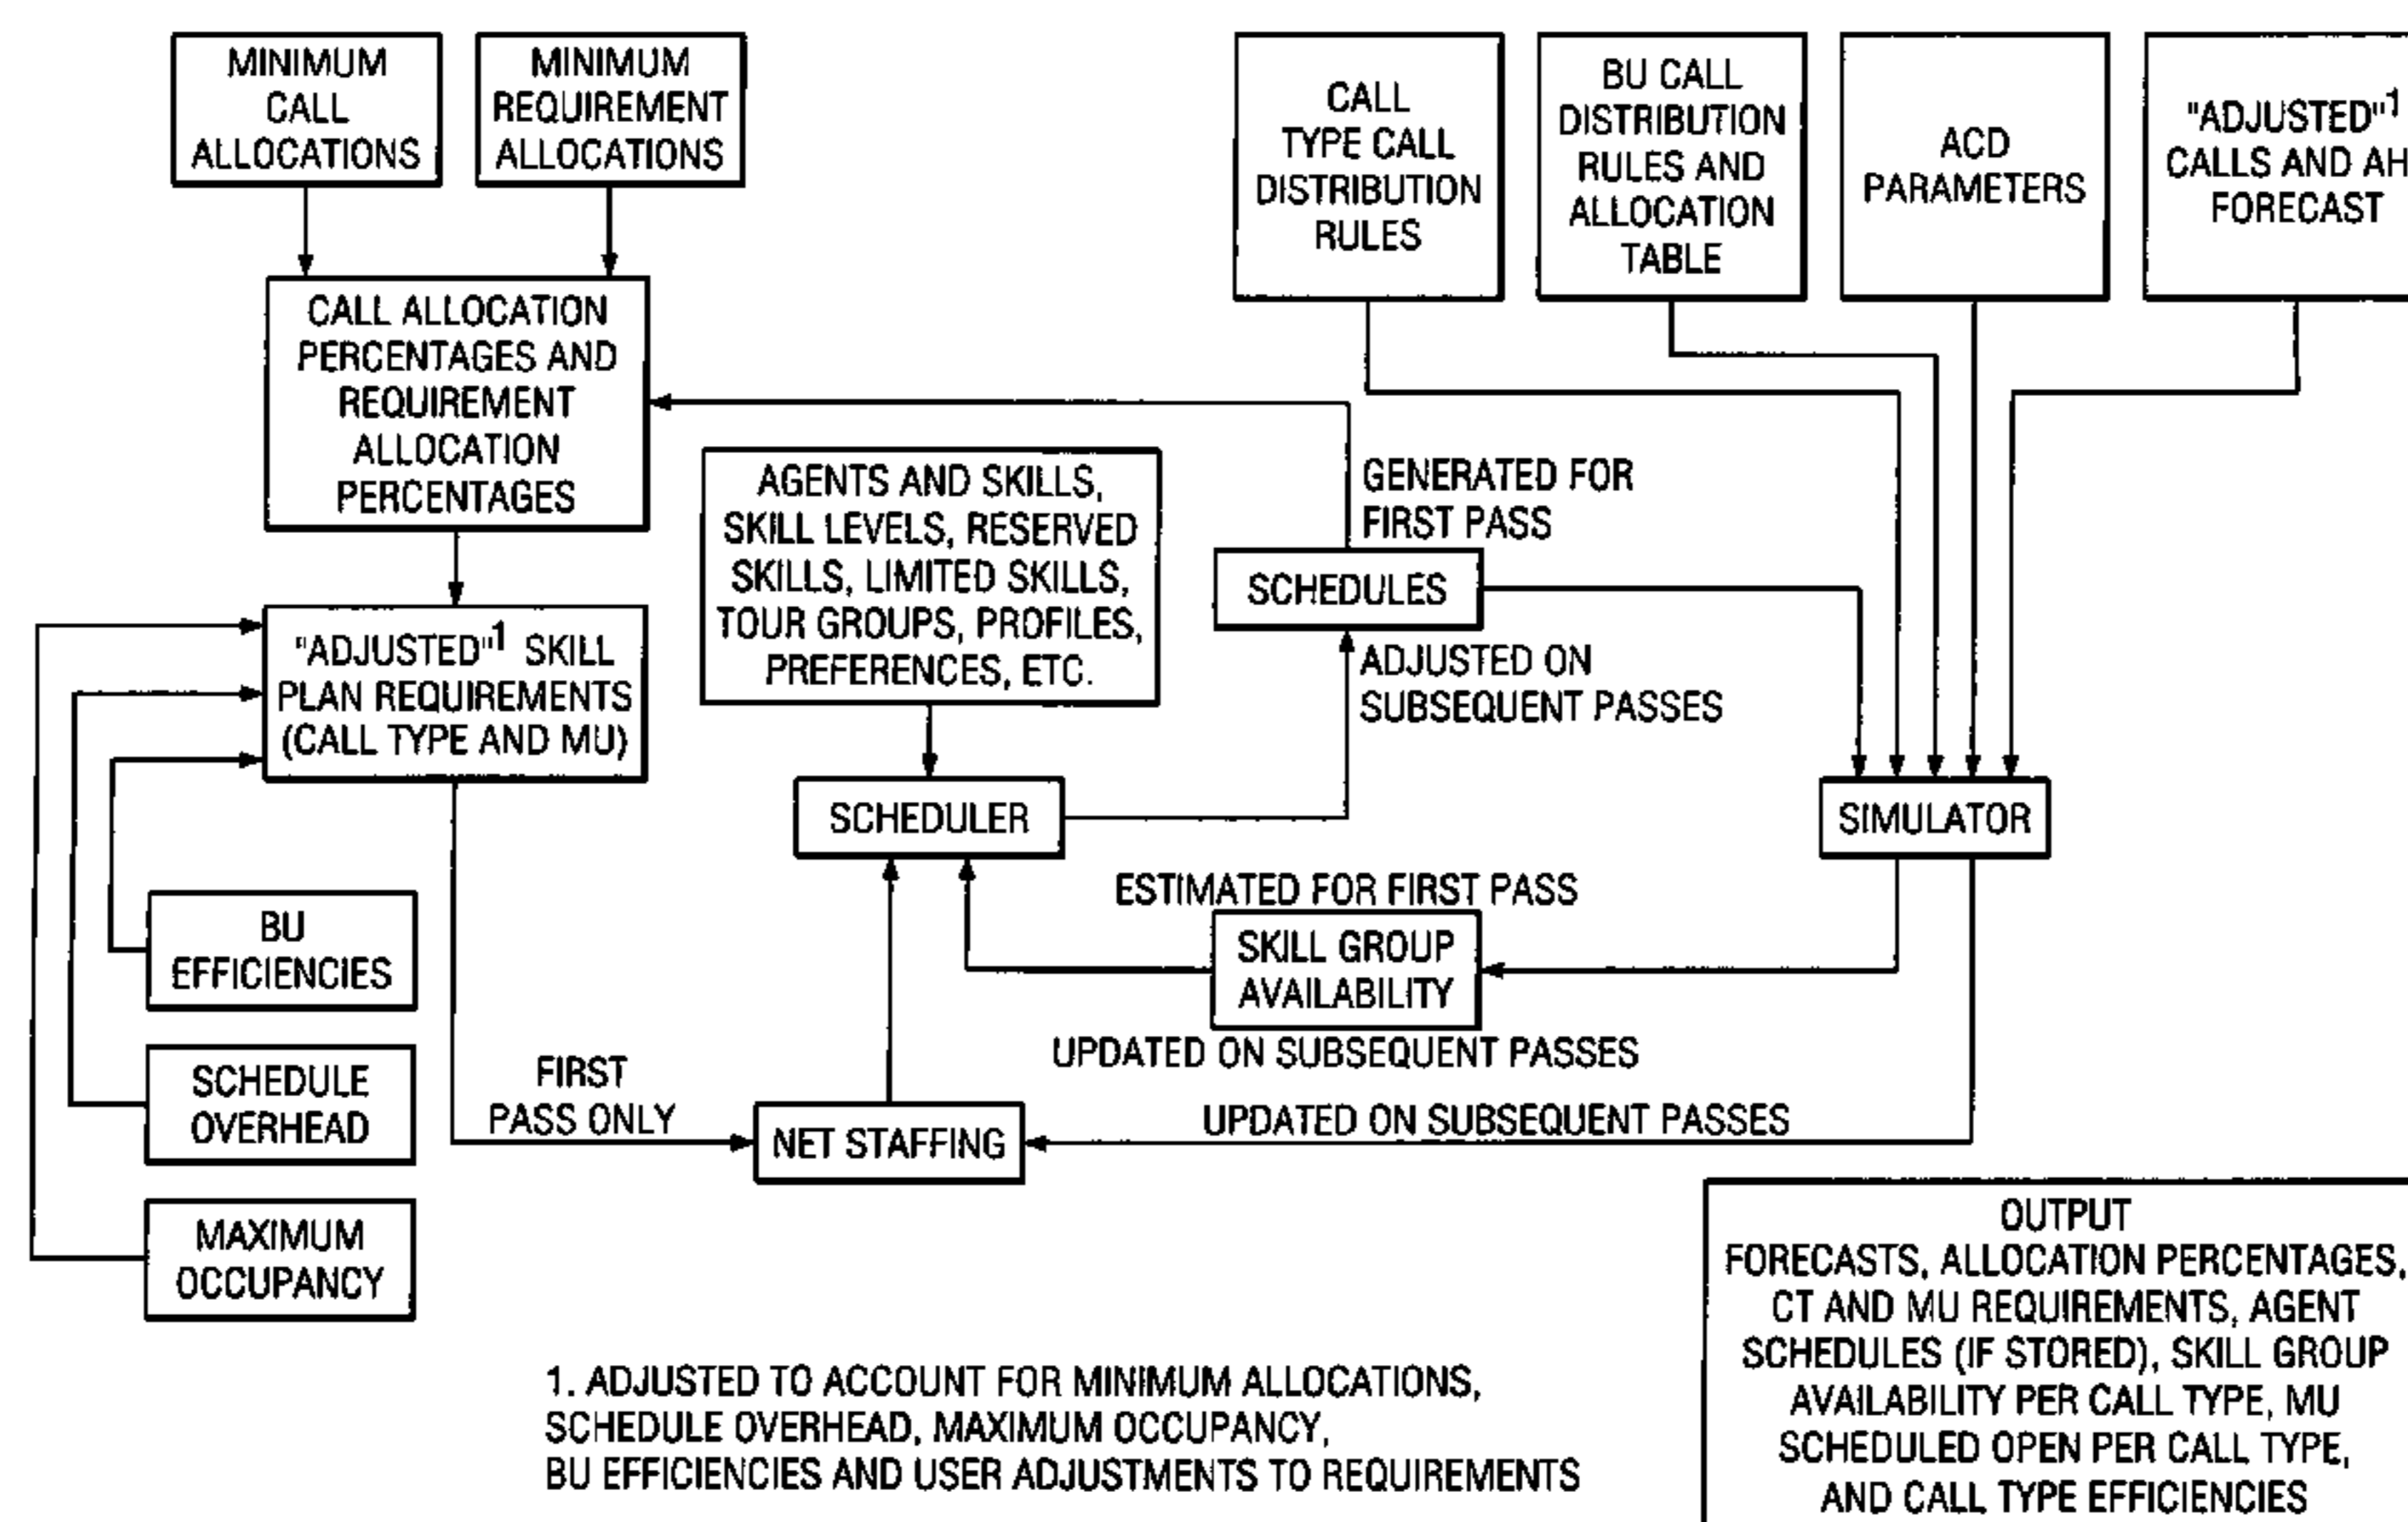 MINIMUM
CALL
ALLOCATIONS
MINIMUM
REQUIREMENT
ALLOCATIONS
CALL
TYPE CALL
DISTRIBUTION
RULES
BU CALL
DISTRIBUTION
RULES AND
ALLOCATION
TABLE
ACD
PARAMETERS
"ADJUSTED"1
CALLS AND AH
FORECAST
CALL ALLOCATION
PERCENTAGES AND
REQUIREMENT
ALLOCATION
PERCENTAGES
AGENTS AND SKILLS,
SKILL LEVELS, RESERVED
SKILLS, LIMITED SKILLS,
TOUR GROUPS, PROFILES,
PREFERENCES, ETC.
GENERATED FOR
FIRST PASS
SCHEDULES
ADJUSTED ON
SUBSEQUENT PASSES
"ADJUSTED"1 SKILL
PLAN REQUIREMENTS
(CALL TYPE AND MU)
SCHEDULER
SIMULATOR
ESTIMATED FOR FIRST PASS
SKILL GROUP
AVAILABILITY
UPDATED ON SUBSEQUENT PASSES
BU
EFFICIENCIES
SCHEDULE
OVERHEAD
MAXIMUM
OCCUPANCY
FIRST
PASS ONLY
NET STAFFING
UPDATED ON SUBSEQUENT PASSES
OUTPUT
FORECASTS, ALLOCATION PERCENTAGES,
CT AND MU REQUIREMENTS, AGENT
SCHEDULES (IF STORED), SKILL GROUP
AVAILABILITY PER CALL TYPE, MU
SCHEDULED OPEN PER CALL TYPE,
AND CALL TYPE EFFICIENCIES
1. ADJUSTED TO ACCOUNT FOR MINIMUM ALLOCATIONS,
SCHEDULE OVERHEAD, MAXIMUM OCCUPANCY,
BU EFFICIENCIES AND USER ADJUSTMENTS TO REQUIREMENTS